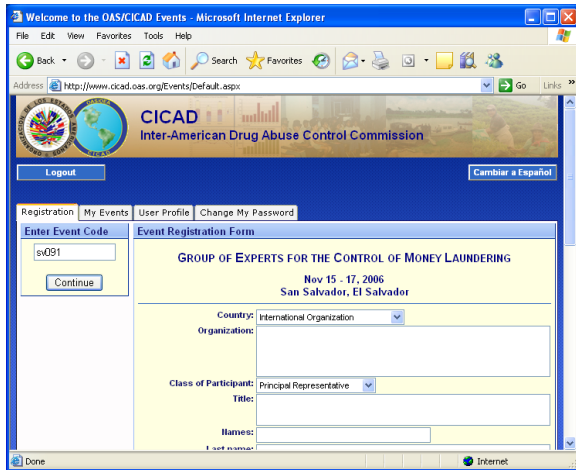 Welcome to the OAS/CICAD Events - Microsoft Internet Explorer
File Edit View Favorites Tools Help
Back Search Favorites
Address http://www.cicad.oas.org/Events/Default.aspx Go Links »
CICAD
Inter-American Drug Abuse Control Commission
Logout Cambiar a Español
Registration My Events User Profile Change My Password
Enter Event Code Event Registration Form
sv091
Continue
GROUP OF EXPERTS FOR THE CONTROL OF MONEY LAUNDERING
Nov 15 - 17, 2006
San Salvador, El Salvador
Country: International Organization
Organization:
Class of Participant: Principal Representative
Title:
Names:
Last name:
Done Internet